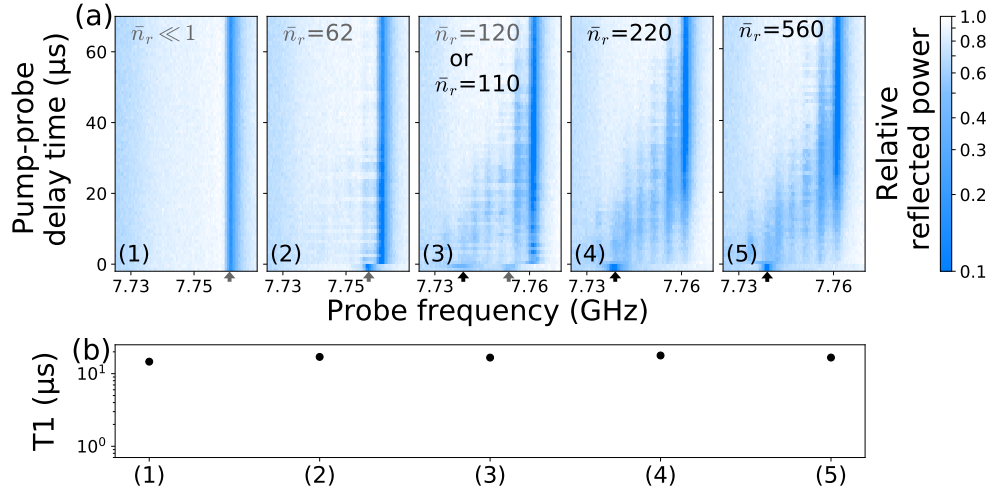 (a)
n̄ᵣ≪1
n̄ᵣ=62
n̄ᵣ=120
or
n̄ᵣ=110
n̄ᵣ=220
n̄ᵣ=560
Pump-probe
delay time (μs)
60
40
20
0
(1)
(2)
(3)
(4)
(5)
7.73 7.75
7.73 7.75
7.73 7.76
7.73 7.76
7.73 7.76
Probe frequency (GHz)
Relative
reflected power
1.0
0.8
0.6
0.4
0.3
0.2
0.1
(b)
T1 (μs)
10¹
10⁰
(1) (2) (3) (4) (5)